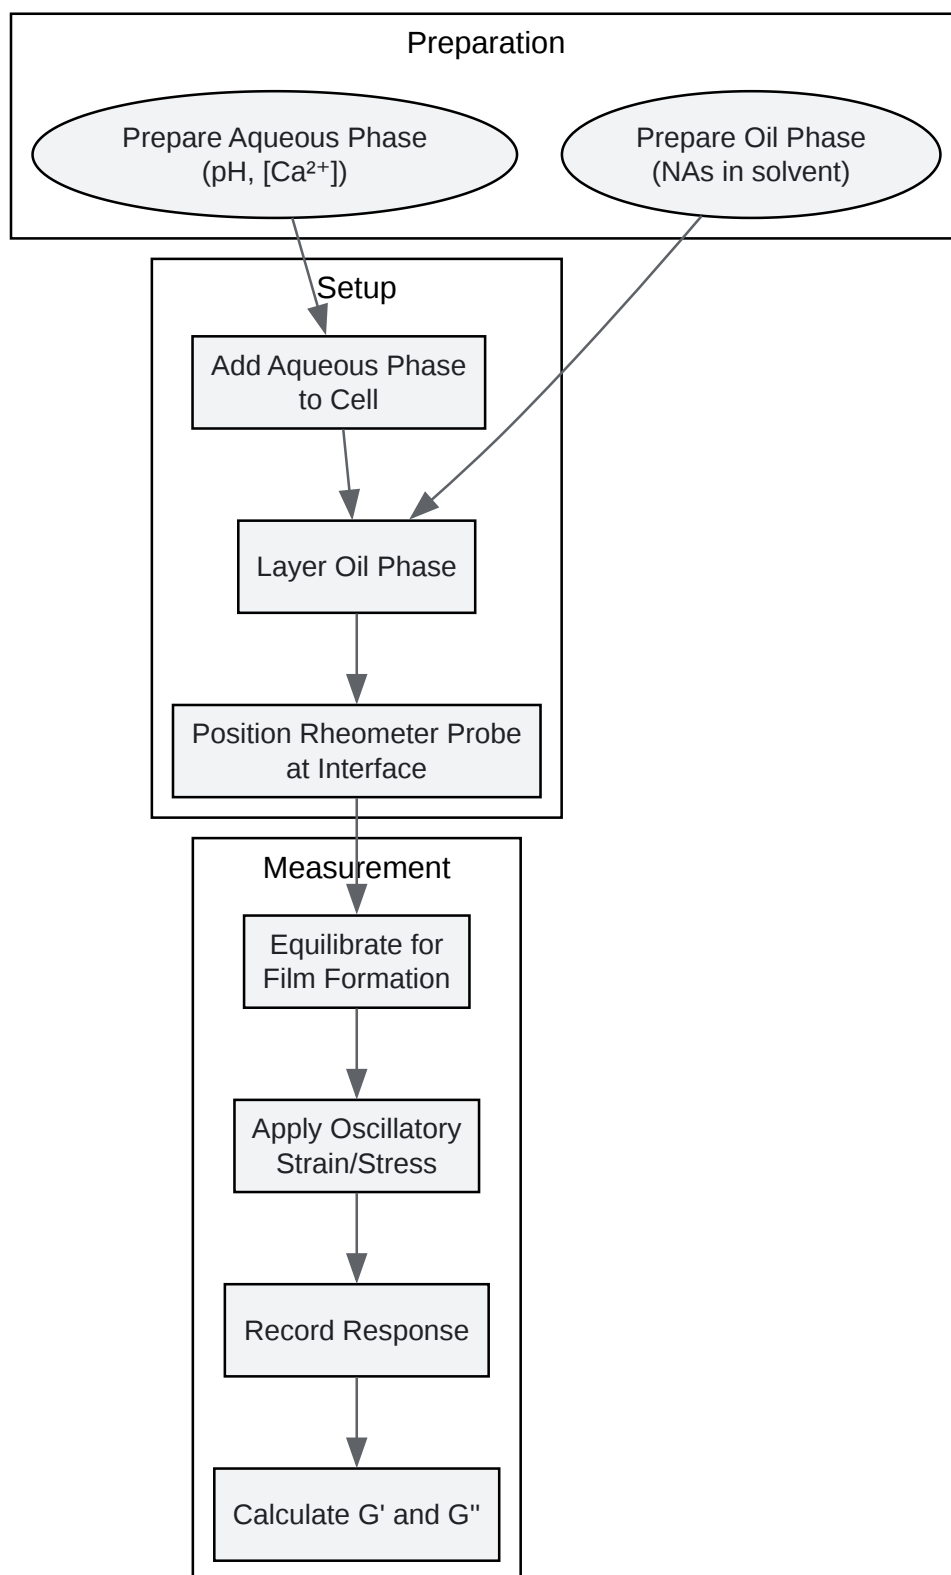 Preparation
Prepare Aqueous Phase
(pH, [Ca²⁺])
Prepare Oil Phase
(NAs in solvent)
Setup
Add Aqueous Phase
to Cell
Layer Oil Phase
Position Rheometer Probe
at Interface
Measurement
Equilibrate for
Film Formation
Apply Oscillatory
Strain/Stress
Record Response
Calculate G' and G''